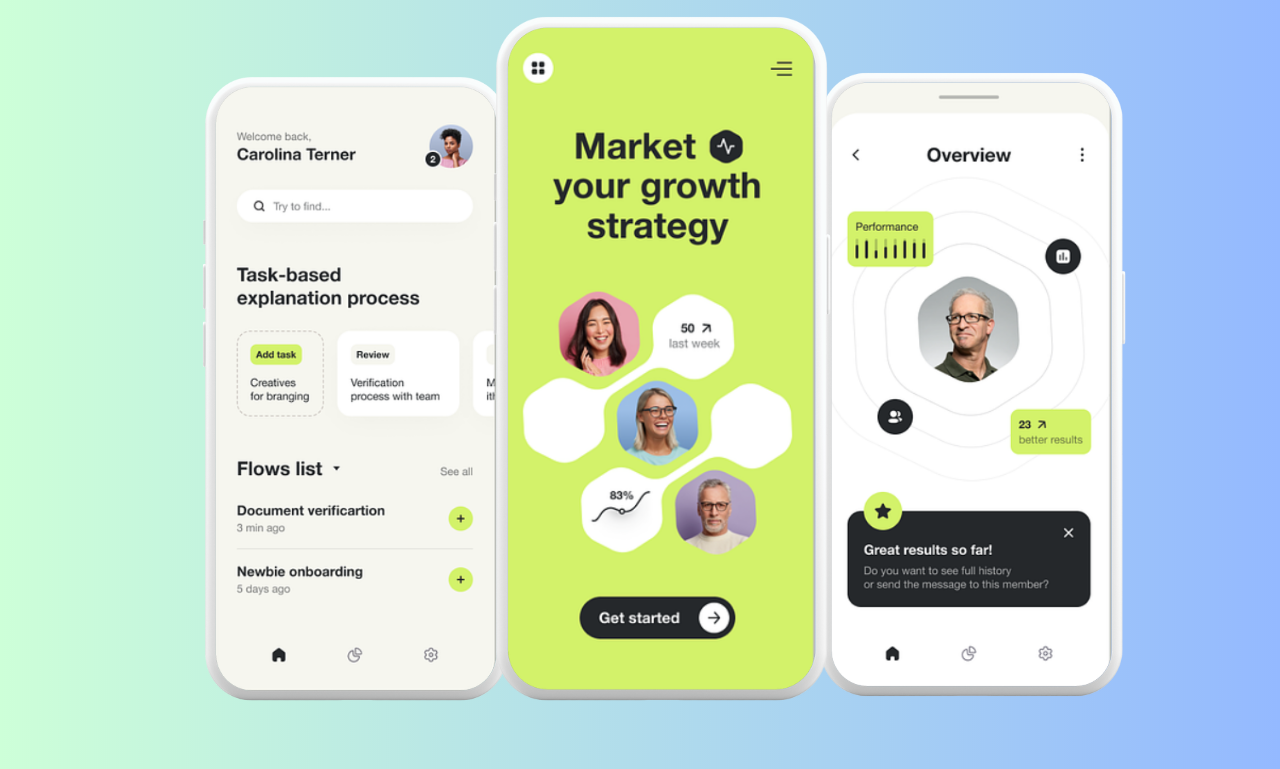 Welcome back,
Carolina Terner
2
Try to find...
Task-based
explanation process
Add task
Creatives
for branging
Review
Verification
process with team
M
ith
Flows list
See all
Document verificartion
3 min ago
Newbie onboarding
5 days ago
Market
your growth
strategy
50
last week
83%
Get started
Overview
Performance
23
better results
Great results so far!
Do you want to see full history
or send the message to this member?